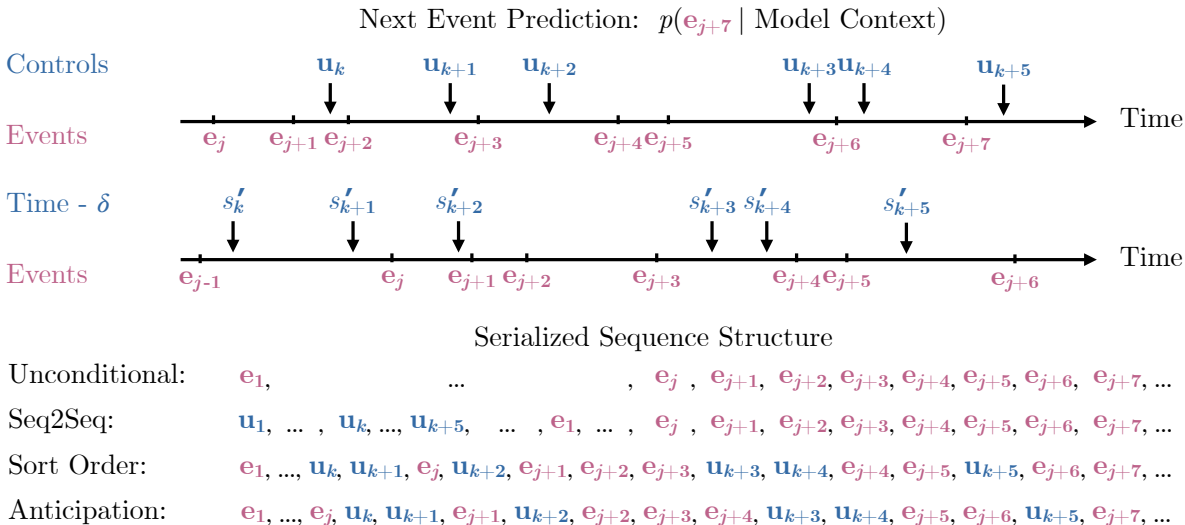 Next Event Prediction: p(e_{j+7} | Model Context)
Controls u_k u_{k+1} u_{k+2} u_{k+3} u_{k+4} u_{k+5}
Time
Events e_j e_{j+1} e_{j+2} e_{j+3} e_{j+4} e_{j+5} e_{j+6} e_{j+7}
Time - δ s′_k s′_{k+1} s′_{k+2} s′_{k+3} s′_{k+4} s′_{k+5}
Time
Events e_{j-1} e_j e_{j+1} e_{j+2} e_{j+3} e_{j+4} e_{j+5} e_{j+6}
Serialized Sequence Structure
Unconditional: e_1, ... , e_j , e_{j+1}, e_{j+2}, e_{j+3}, e_{j+4}, e_{j+5}, e_{j+6}, e_{j+7}, ...
Seq2Seq: u_1, ... , u_k, ..., u_{k+5}, ... , e_1, ... , e_j , e_{j+1}, e_{j+2}, e_{j+3}, e_{j+4}, e_{j+5}, e_{j+6}, e_{j+7}, ...
Sort Order: e_1, ..., u_k, u_{k+1}, e_j, u_{k+2}, e_{j+1}, e_{j+2}, e_{j+3}, u_{k+3}, u_{k+4}, e_{j+4}, e_{j+5}, u_{k+5}, e_{j+6}, e_{j+7}, ...
Anticipation: e_1, ..., e_j, u_k, u_{k+1}, e_{j+1}, u_{k+2}, e_{j+2}, e_{j+3}, e_{j+4}, u_{k+3}, u_{k+4}, e_{j+5}, e_{j+6}, u_{k+5}, e_{j+7}, ...